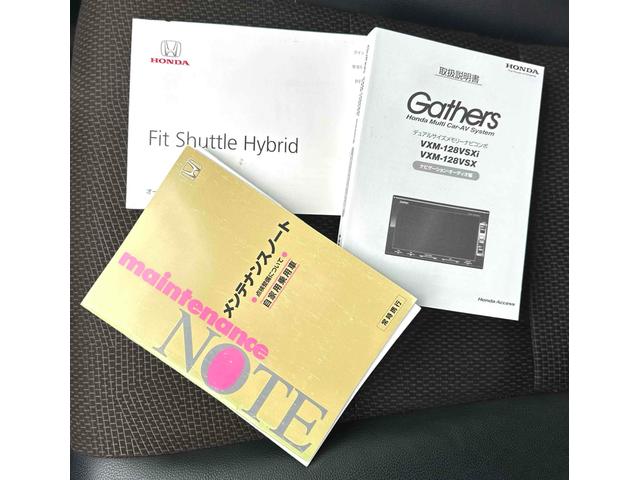 HONDA
Fit Shuttle Hybrid
オー
HONDA
取扱説明書
Gathers
Honda Multi Car-AV System
デュアルサイズメモリーナビコンポ
VXM-128VSXi
VXM-128VSX
ナビゲーション・オーディオ編
Honda Access
メンテナンスノート
•点検整備について
•自家用乗用車
常時携行
maintenance
NOTE